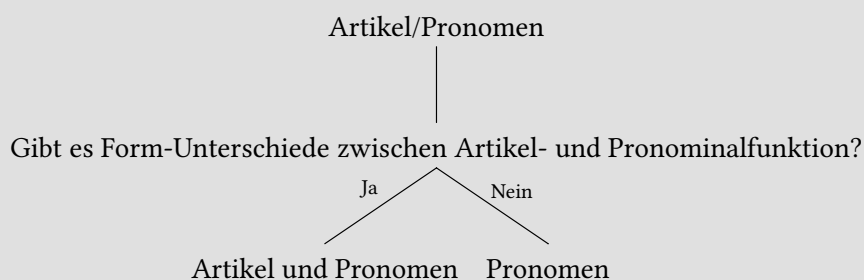 Artikel/Pronomen
Gibt es Form-Unterschiede zwischen Artikel- und Pronominalfunktion?
Ja
Nein
Artikel und Pronomen
Pronomen